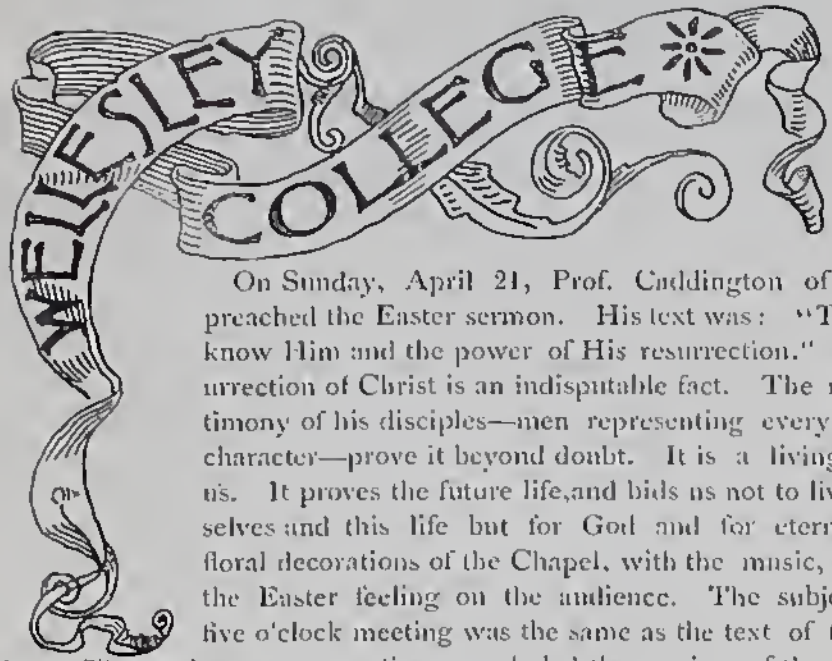 WELLESLEY COLLEGE
On Sunday, April 21, Prof. Cuddington of
preached the Easter sermon. His text was: "T
know Him and the power of His resurrection."
urrection of Christ is an indisputable fact. The
timony of his disciples—men representing every
character—prove it beyond doubt. It is a living
us. It proves the future life, and bids us not to liv
selves and this life but for God and for etern
floral decorations of the Chapel, with the music,
the Easter feeling on the audience. The subje
five o'clock meeting was the same as the text of